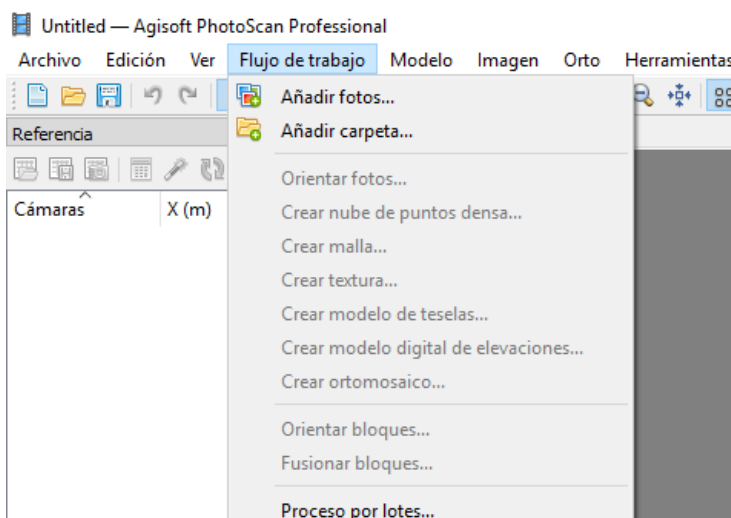 Untitled — Agisoft PhotoScan Professional
Archivo Edición Ver Flujo de trabajo Modelo Imagen Orto Herramientas
Añadir fotos...
Referencia
Añadir carpeta...
Orientar fotos...
Cámaras X (m)
Crear nube de puntos densa...
Crear malla...
Crear textura...
Crear modelo de teselas...
Crear modelo digital de elevaciones...
Crear ortomosaico...
Orientar bloques...
Fusionar bloques...
Proceso por lotes...